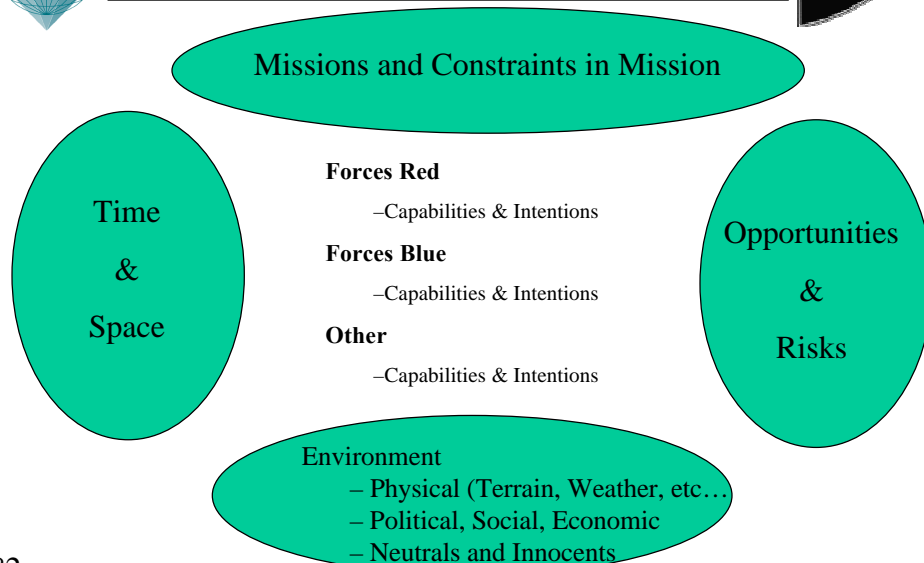 Missions and Constraints in Mission
Time
&
Space
Forces Red
–Capabilities & Intentions
Forces Blue
–Capabilities & Intentions
Other
–Capabilities & Intentions
Opportunities
&
Risks
Environment
– Physical (Terrain, Weather, etc…
– Political, Social, Economic
– Neutrals and Innocents